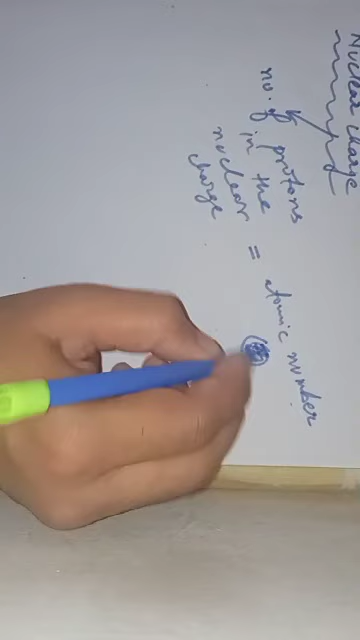 Nuclear charge
no. of protons
in the
nuclear
charge
= atomic number